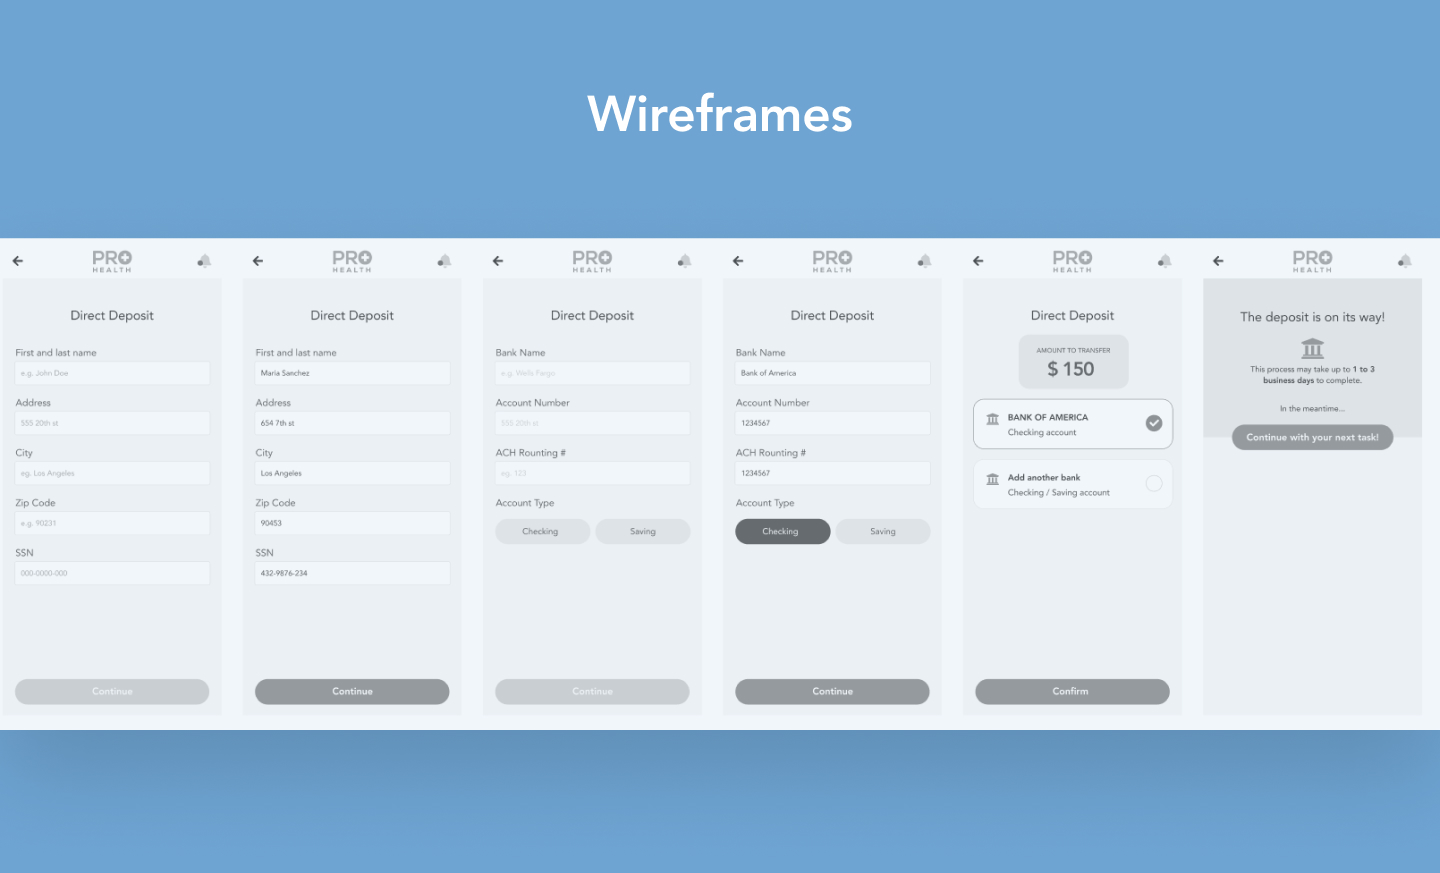 Wireframes
PRO
HEALTH
Direct Deposit
First and last name
e.g. John Doe
Address
555 20th st
City
eg. Los Angeles
Zip Code
e.g. 90231
SSN
000-0000-000
Continue
PRO
HEALTH
Direct Deposit
First and last name
Maria Sanchez
Address
654 7th st
City
Los Angeles
Zip Code
90453
SSN
432-9876-234
Continue
PRO
HEALTH
Direct Deposit
Bank Name
e.g. Wells Fargo
Account Number
555 20th st
ACH Rounting #
eg. 123
Account Type
Checking Saving
Continue
PRO
HEALTH
Direct Deposit
Bank Name
Bank of America
Account Number
1234567
ACH Rounting #
1234567
Account Type
Checking Saving
Continue
PRO
HEALTH
Direct Deposit
AMOUNT TO TRANSFER
$ 150
BANK OF AMERICA
Checking account
Add another bank
Checking / Saving account
Confirm
PRO
HEALTH
The deposit is on its way!
This process may take up to 1 to 3
business days to complete.
In the meantime...
Continue with your next task!